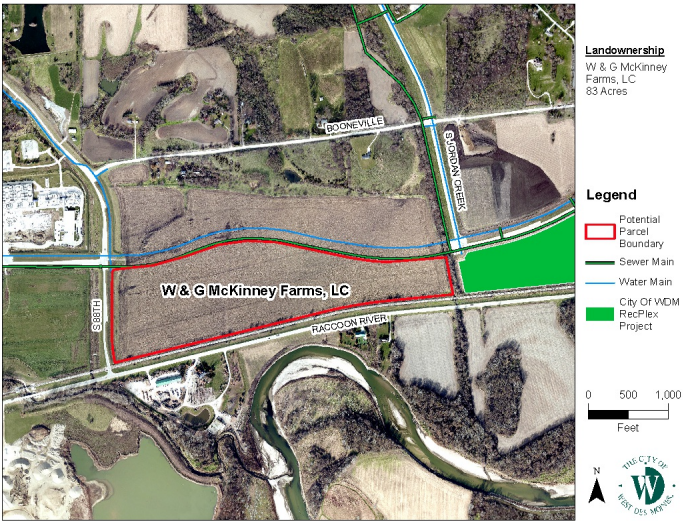 Landownership
W & G McKinney
Farms, LC
83 Acres
BOONEVILLE
S JORDAN CREEK
S 88TH
W & G McKinney Farms, LC
RACCOON RIVER
Legend
Potential
Parcel
Boundary
Sewer Main
Water Main
City Of WDM
RecPlex
Project
0 500 1,000
Feet
N
THE CITY OF
WEST DES MOINES